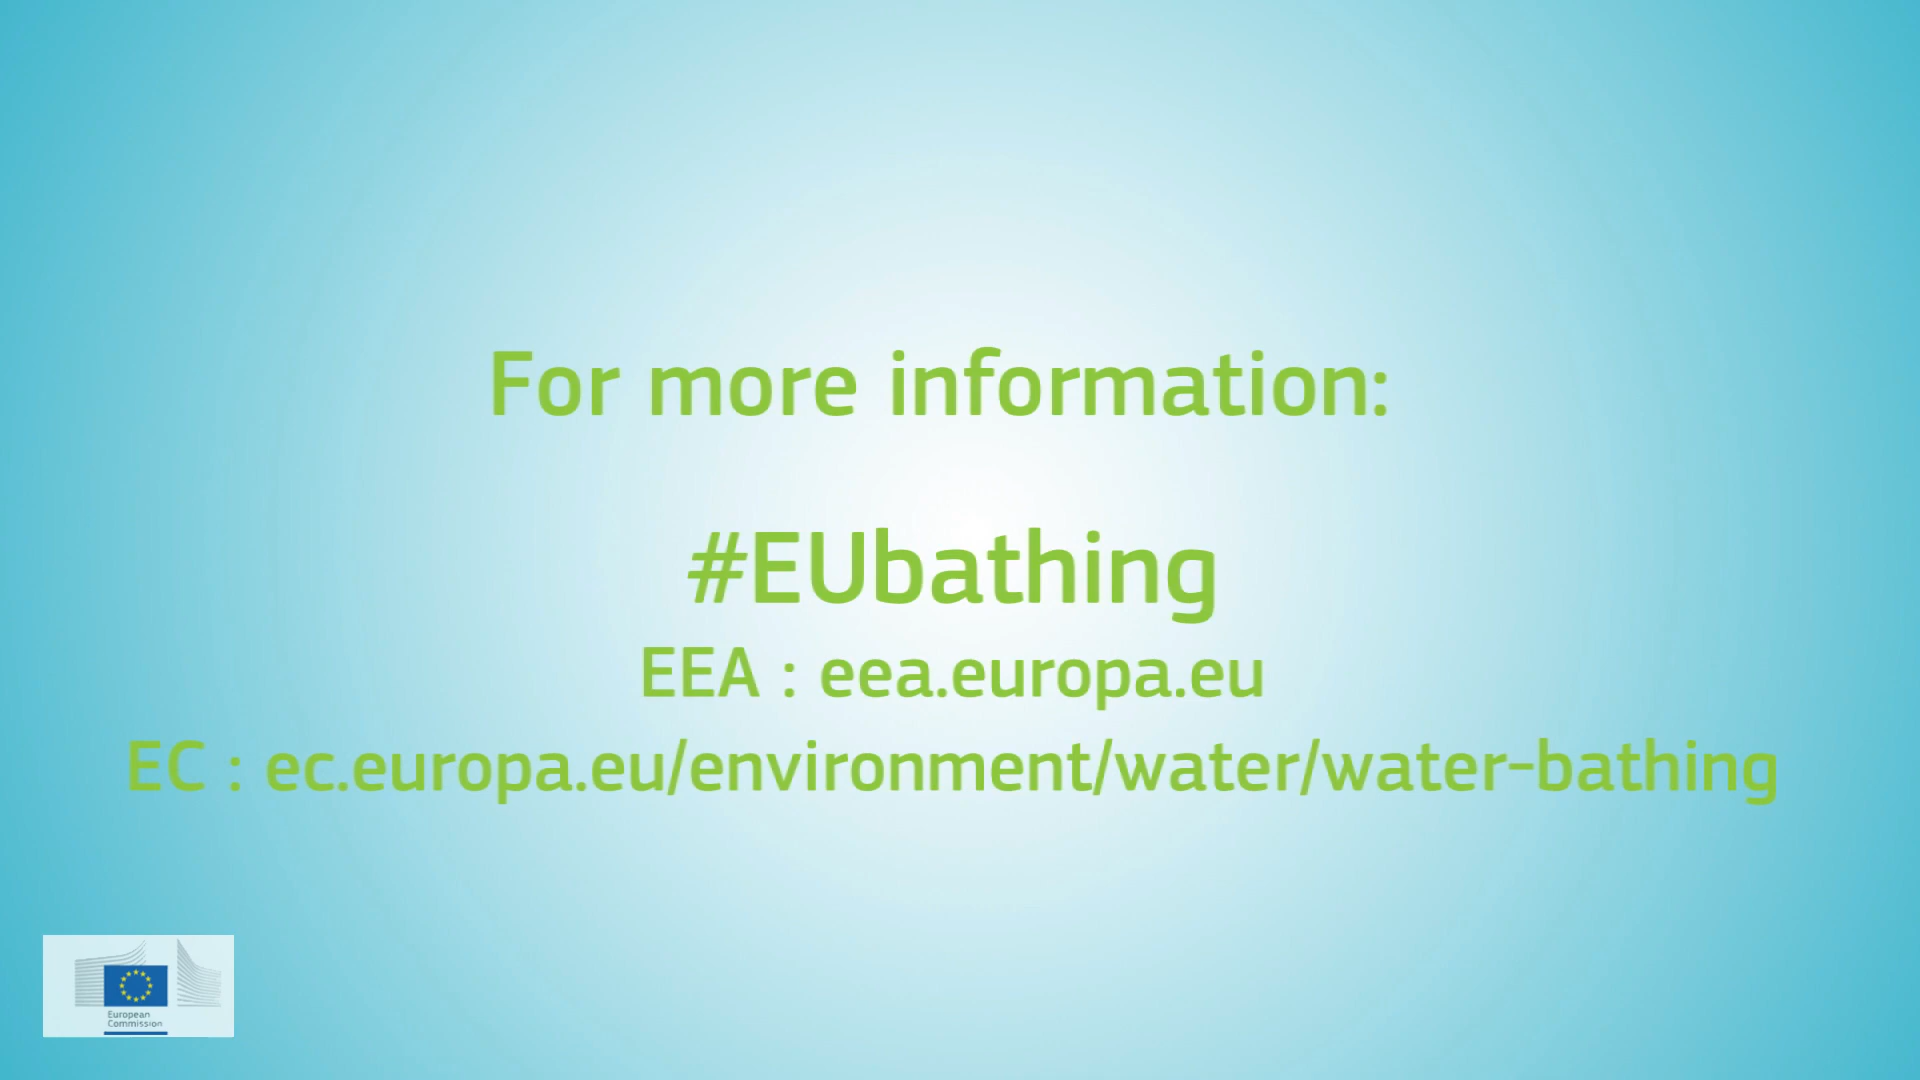 For more information:
#EUbathing
EEA : eea.europa.eu
EC : ec.europa.eu/environment/water/water-bathing
European
Commission